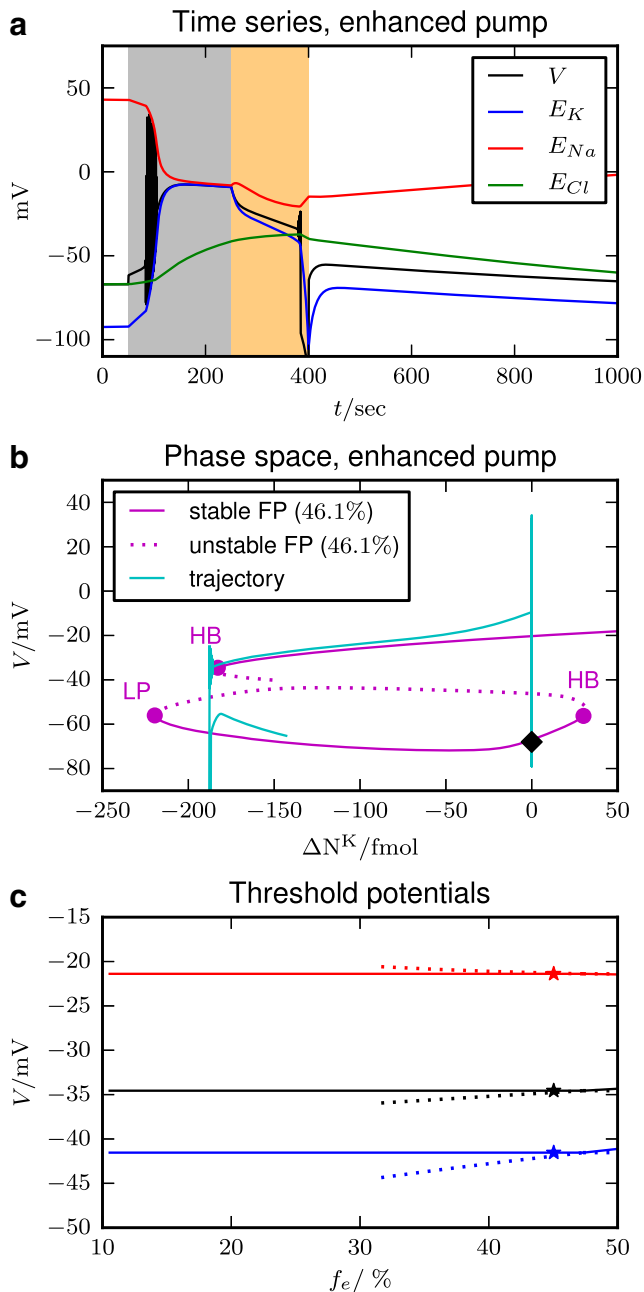 a
Time series, enhanced pump
mV
50
0
−50
−100
V
E_K
E_Na
E_Cl
0 200 400 600 800 1000
t/sec
b
Phase space, enhanced pump
V/mV
40
20
0
−20
−40
−60
−80
stable FP (46.1%)
unstable FP (46.1%)
trajectory
HB
LP
HB
−250 −200 −150 −100 −50 0 50
ΔN^K/fmol
c
Threshold potentials
V/mV
−15
−20
−25
−30
−35
−40
−45
−50
10 20 30 40 50
f_e/ %